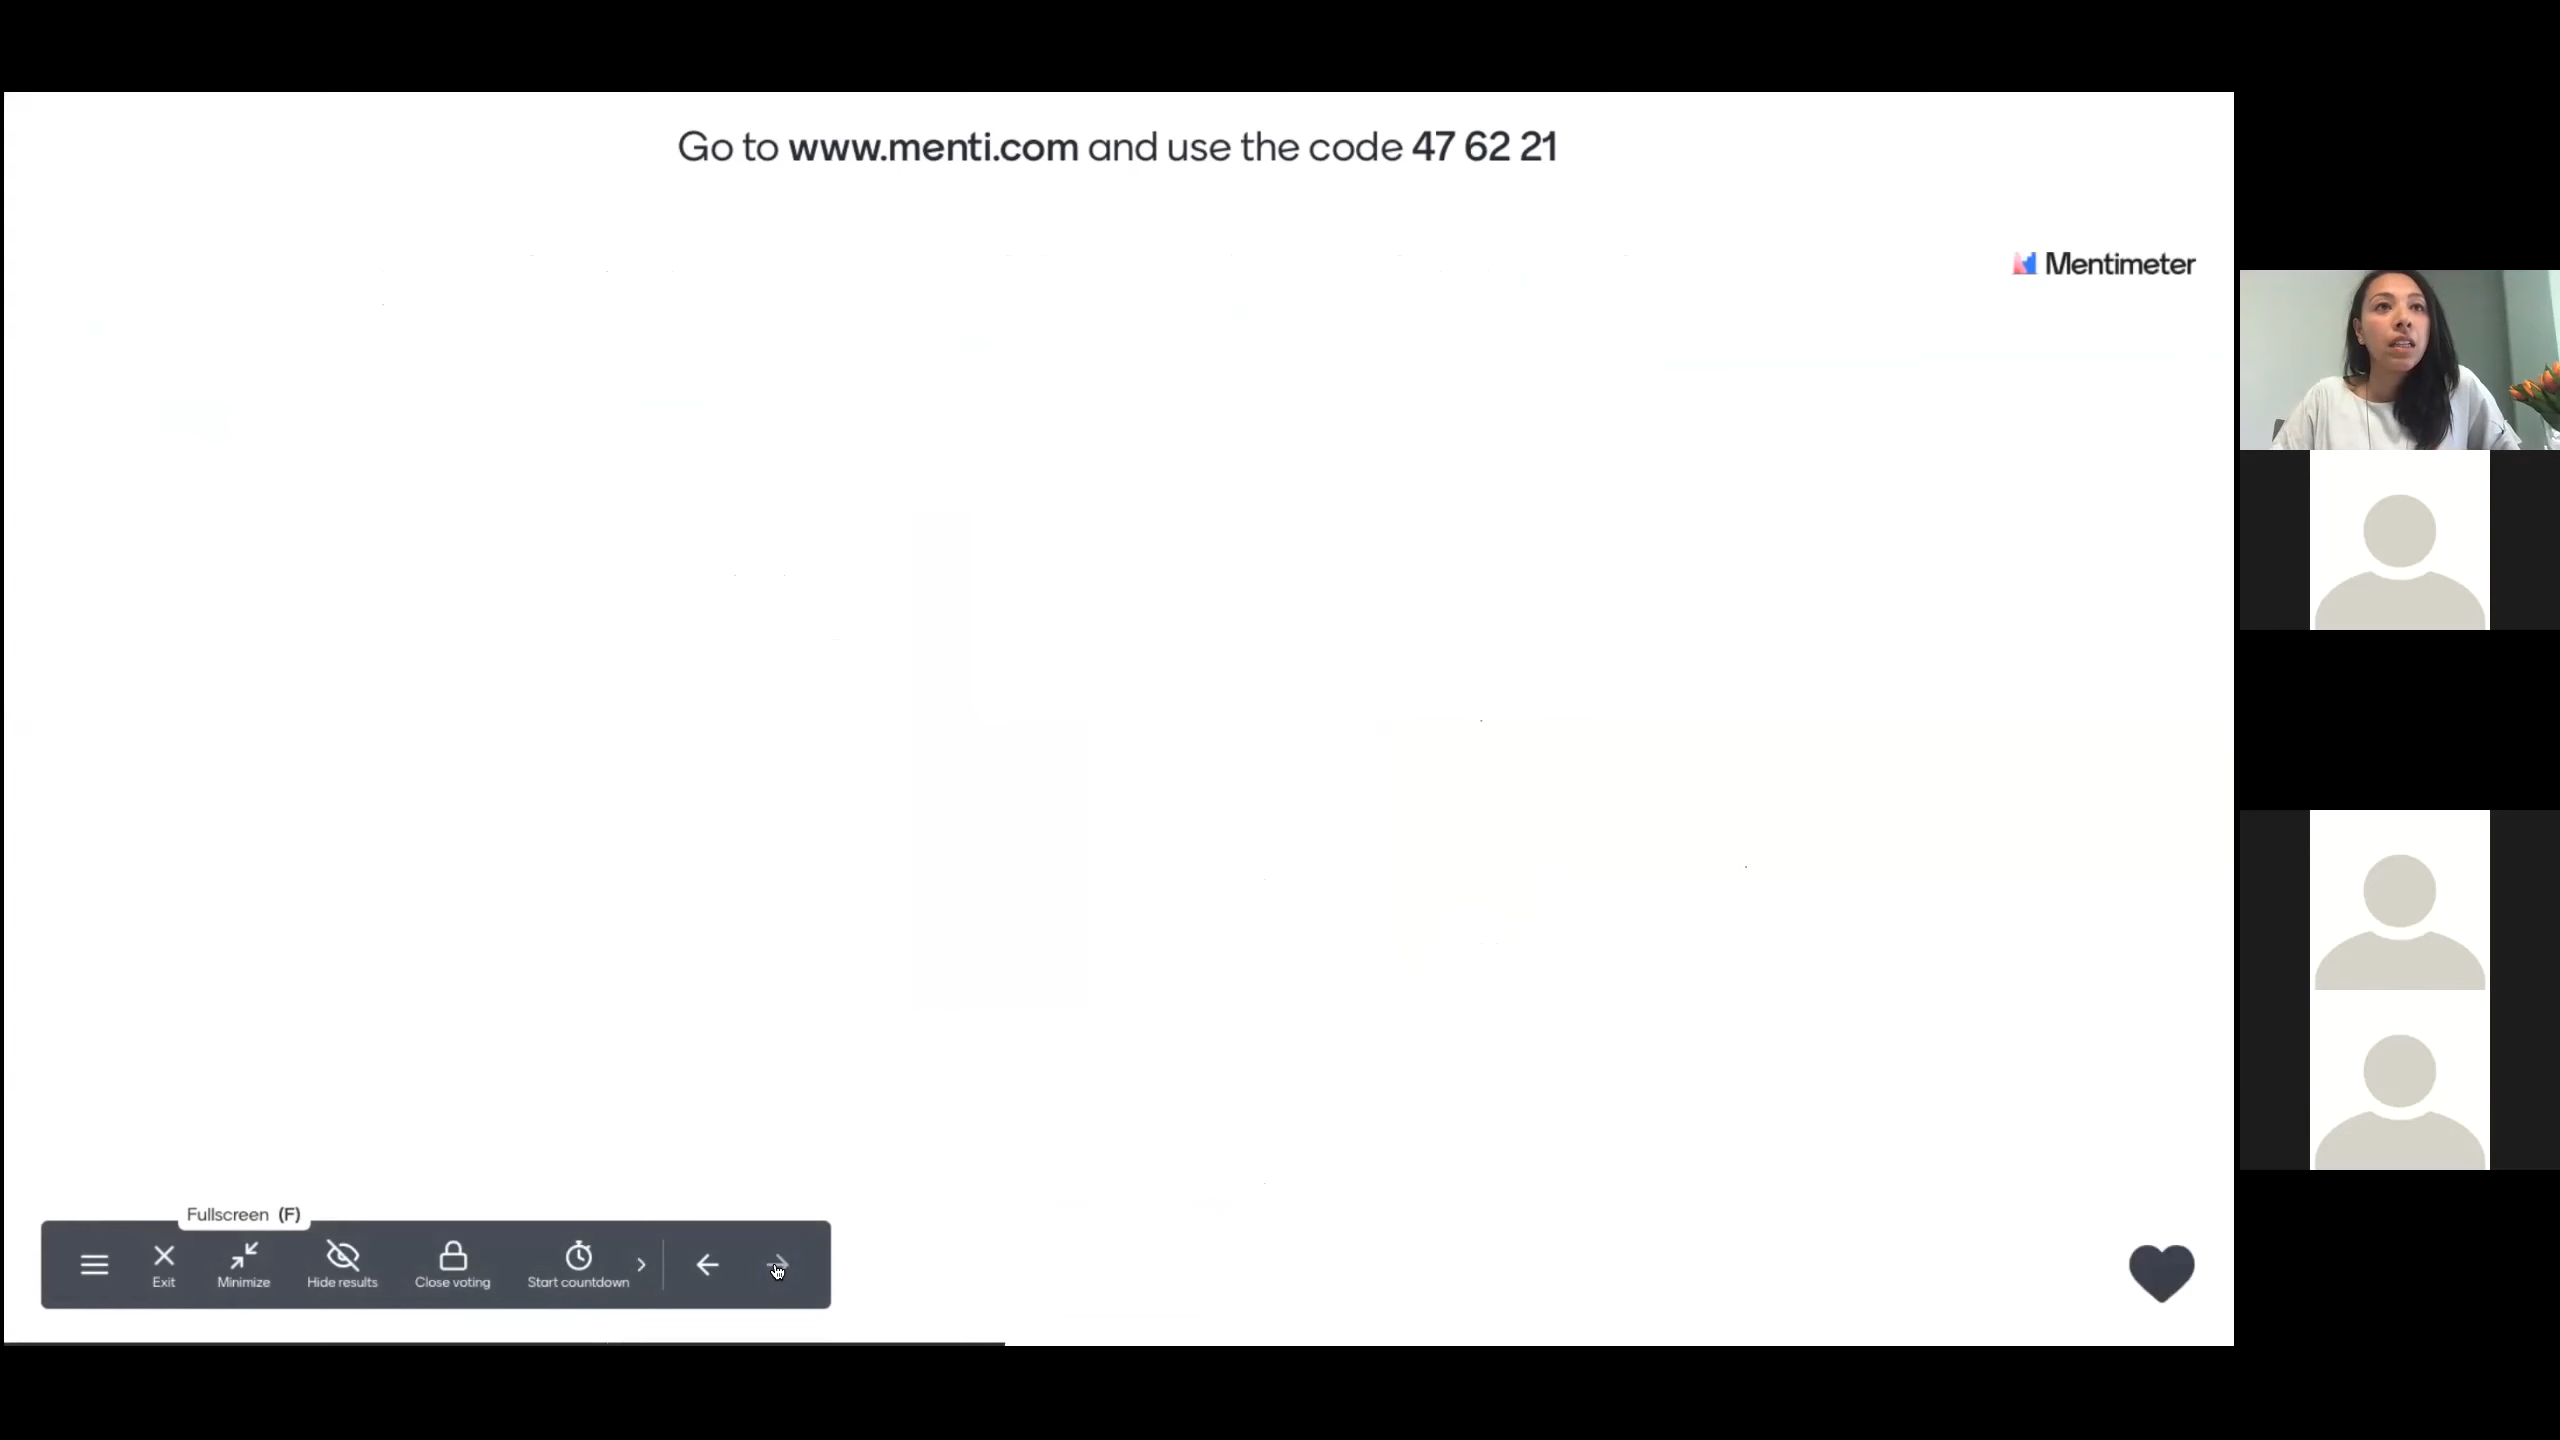 Go to www.menti.com and use the code 47 62 21
Mentimeter
Fullscreen (F)
Exit
Minimize
Hide results
Close voting
Start countdown